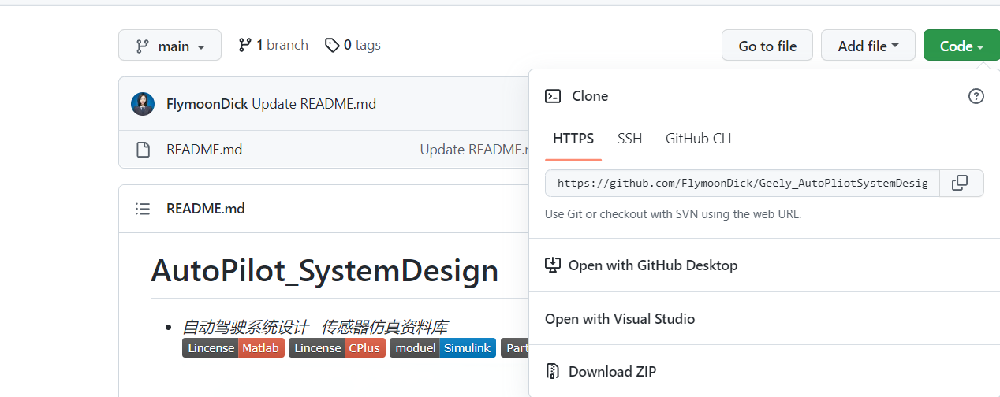 main 1 branch 0 tags Go to file Add file Code
FlymoonDick Update README.md
README.md Update README.
README.md
AutoPilot_SystemDesign
自动驾驶系统设计--传感器仿真资料库
Lincense Matlab Lincense CPlus moduel Simulink Part
Clone
HTTPS SSH GitHub CLI
https://github.com/FlymoonDick/Geely_AutoPliotSystemDesig
Use Git or checkout with SVN using the web URL.
Open with GitHub Desktop
Open with Visual Studio
Download ZIP